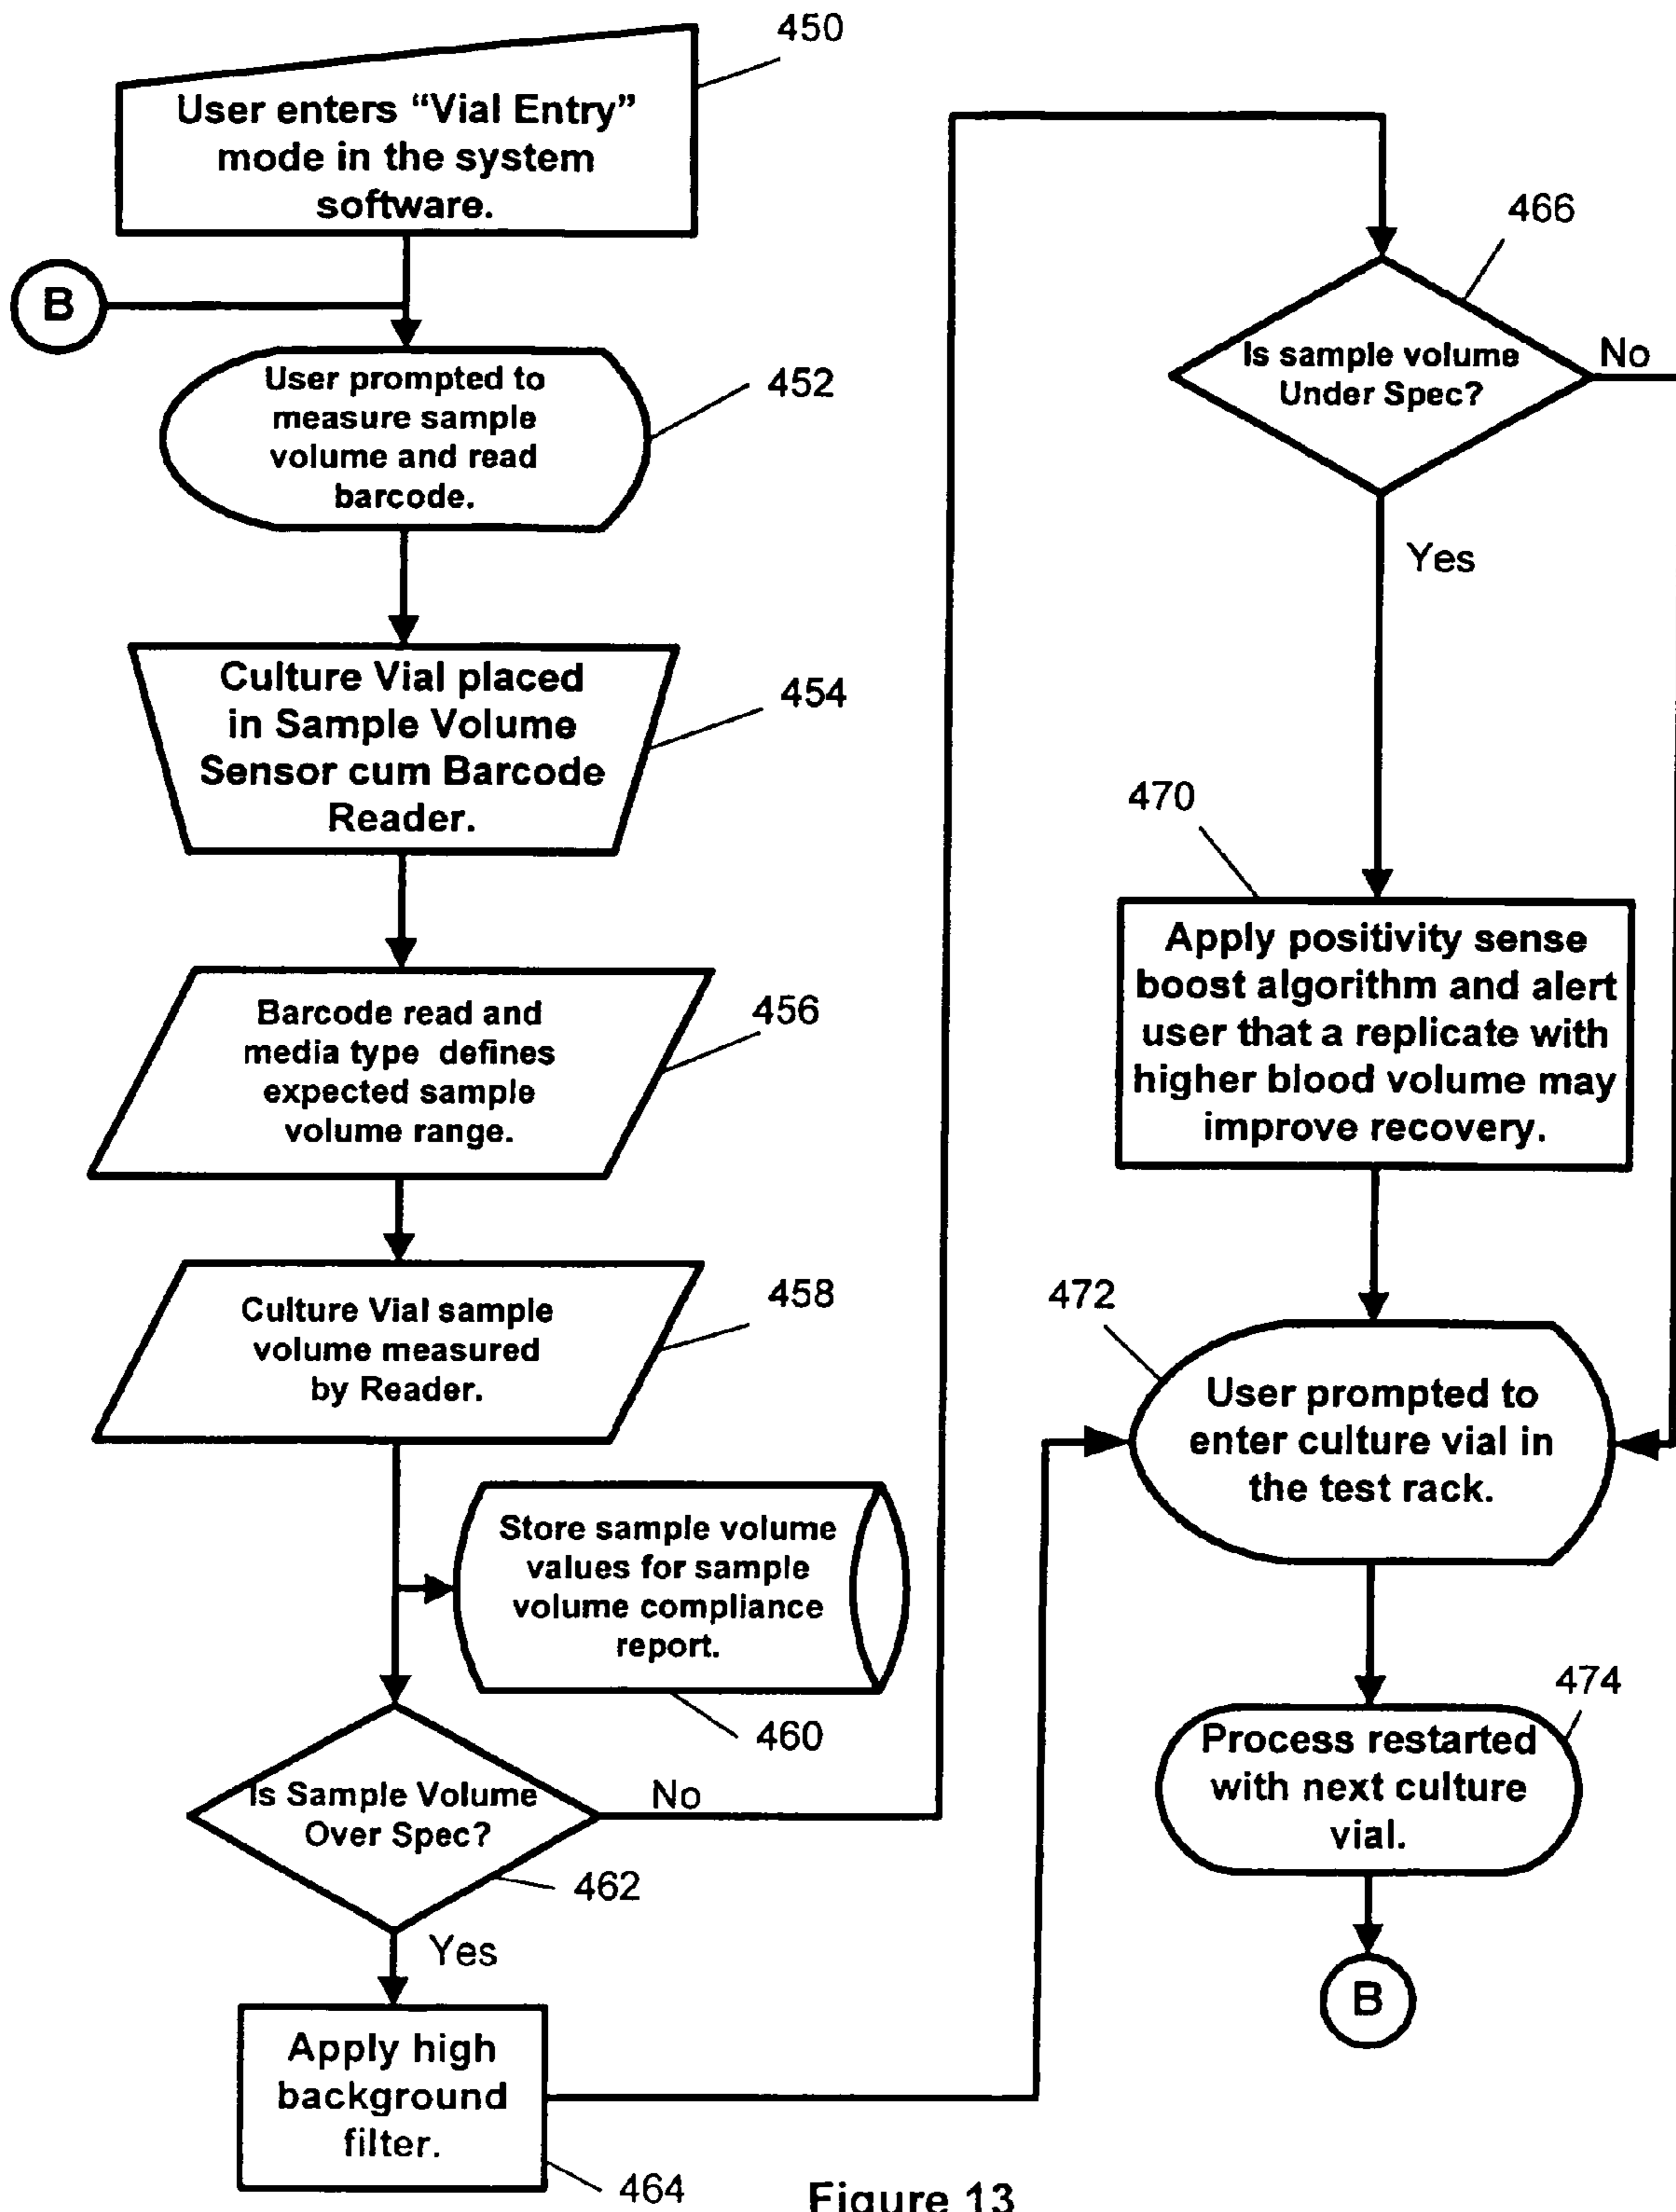 450
User enters “Vial Entry”
mode in the system
software.
B
User prompted to
measure sample
volume and read
barcode.
452
Culture Vial placed
in Sample Volume
Sensor cum Barcode
Reader.
454
Barcode read and
media type defines
expected sample
volume range.
456
Culture Vial sample
volume measured
by Reader.
458
Store sample volume
values for sample
volume compliance
report.
460
Is Sample Volume
Over Spec?
No
462
Yes
Apply high
background
filter.
464
466
Is sample volume
Under Spec?
No
Yes
470
Apply positivity sense
boost algorithm and alert
user that a replicate with
higher blood volume may
improve recovery.
472
User prompted to
enter culture vial in
the test rack.
474
Process restarted
with next culture
vial.
B
Figure 13